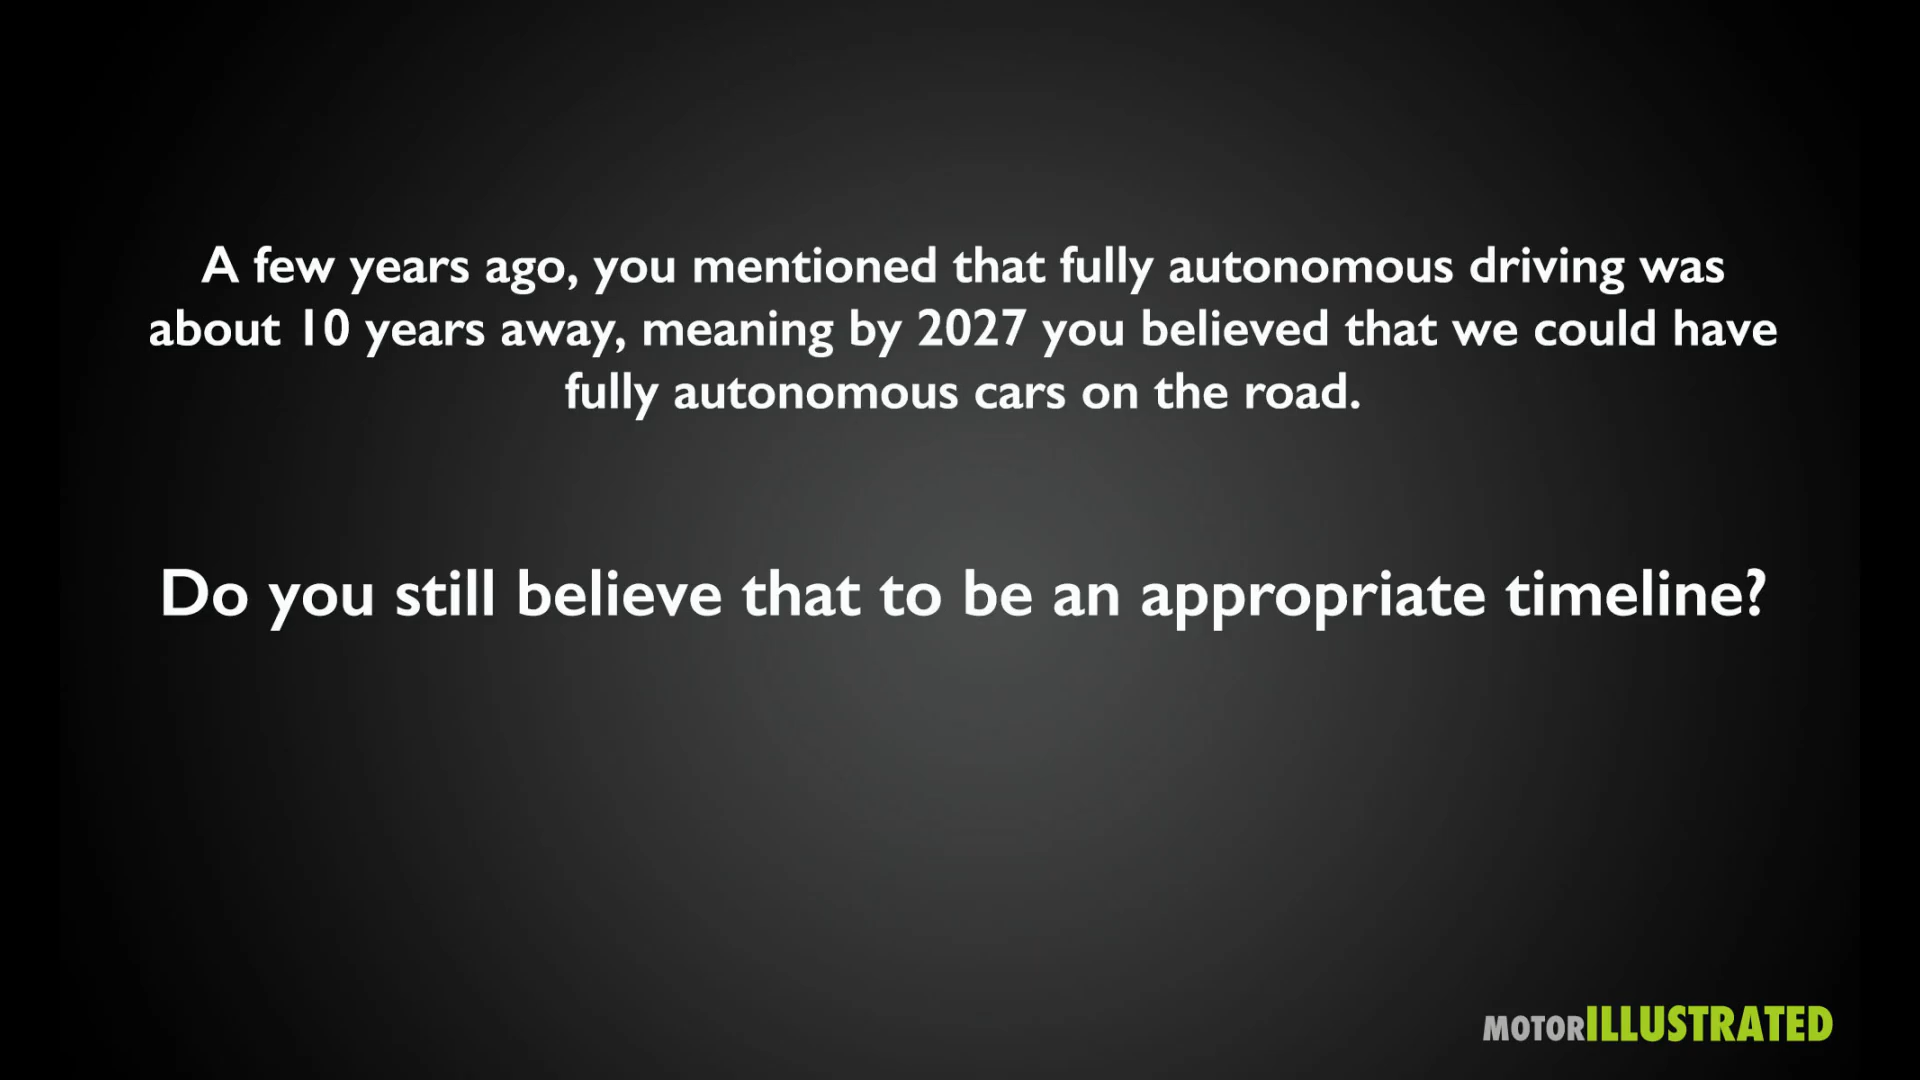 A few years ago, you mentioned that fully autonomous driving was
about 10 years away, meaning by 2027 you believed that we could have
fully autonomous cars on the road.
Do you still believe that to be an appropriate timeline?
MOTORILLUSTRATED